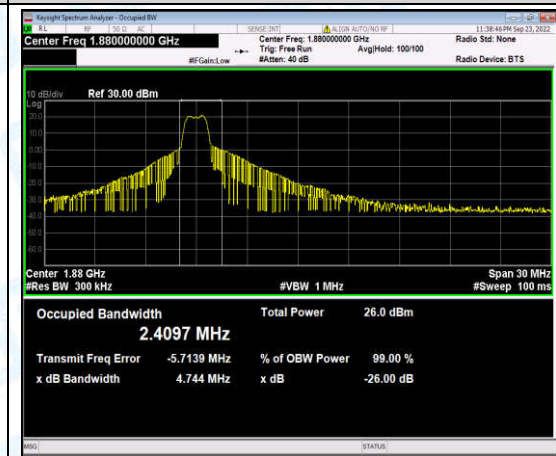 Keysight Spectrum Analyzer - Occupied BW
RL RF 50 Ω AC SENSE:INT ALIGN AUTO/NO RF 11:38:46 PM Sep 23, 2022
Center Freq 1.880000000 GHz Center Freq: 1.880000000 GHz Radio Std: None
Trig: Free Run Avg|Hold: 100/100
#IFGain:Low #Atten: 40 dB Radio Device: BTS
10 dB/div Ref 30.00 dBm
Log
20.0
10.0
0.00
-10.0
-20.0
-30.0
-40.0
-50.0
-60.0
Center 1.88 GHz Span 30 MHz
#Res BW 300 kHz #VBW 1 MHz #Sweep 100 ms
Occupied Bandwidth Total Power 26.0 dBm
2.4097 MHz
Transmit Freq Error -5.7139 MHz % of OBW Power 99.00 %
x dB Bandwidth 4.744 MHz x dB -26.00 dB
MSG STATUS